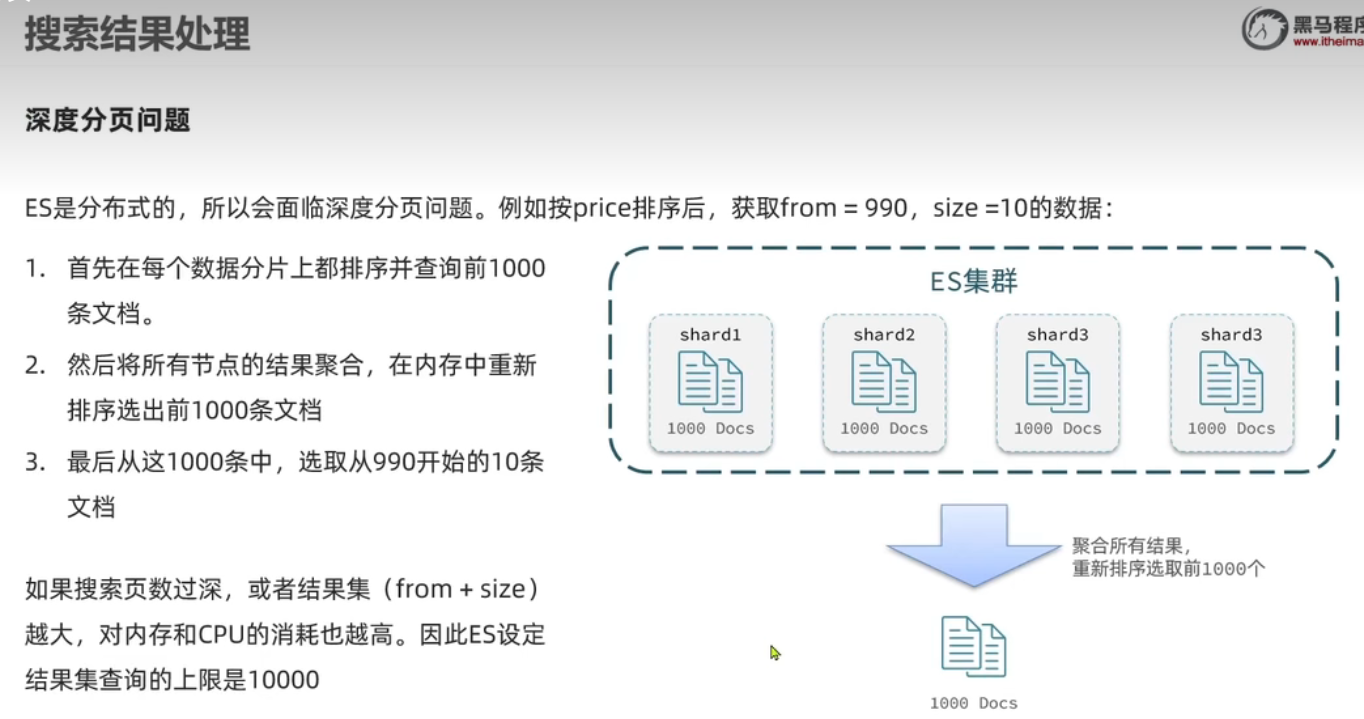 搜索结果处理
黑马程序
www.itheima
深度分页问题
ES是分布式的，所以会面临深度分页问题。例如按price排序后，获取from = 990，size =10的数据：
1. 首先在每个数据分片上都排序并查询前1000
条文档。
2. 然后将所有节点的结果聚合，在内存中重新
排序选出前1000条文档
3. 最后从这1000条中，选取从990开始的10条
文档
如果搜索页数过深，或者结果集（from + size）
越大，对内存和CPU的消耗也越高。因此ES设定
结果集查询的上限是10000
ES集群
shard1
shard2
shard3
shard3
1000 Docs
1000 Docs
1000 Docs
1000 Docs
聚合所有结果，
重新排序选取前1000个
1000 Docs